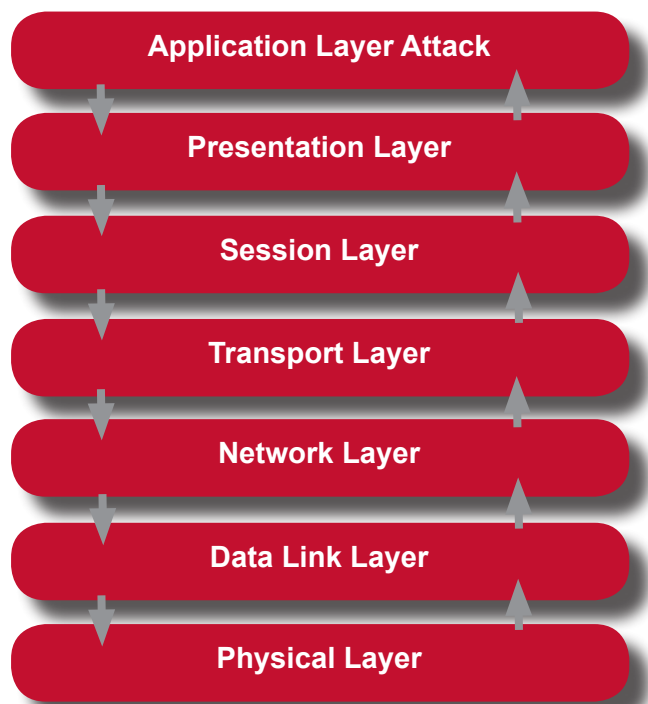 Application Layer Attack
Presentation Layer
Session Layer
Transport Layer
Network Layer
Data Link Layer
Physical Layer